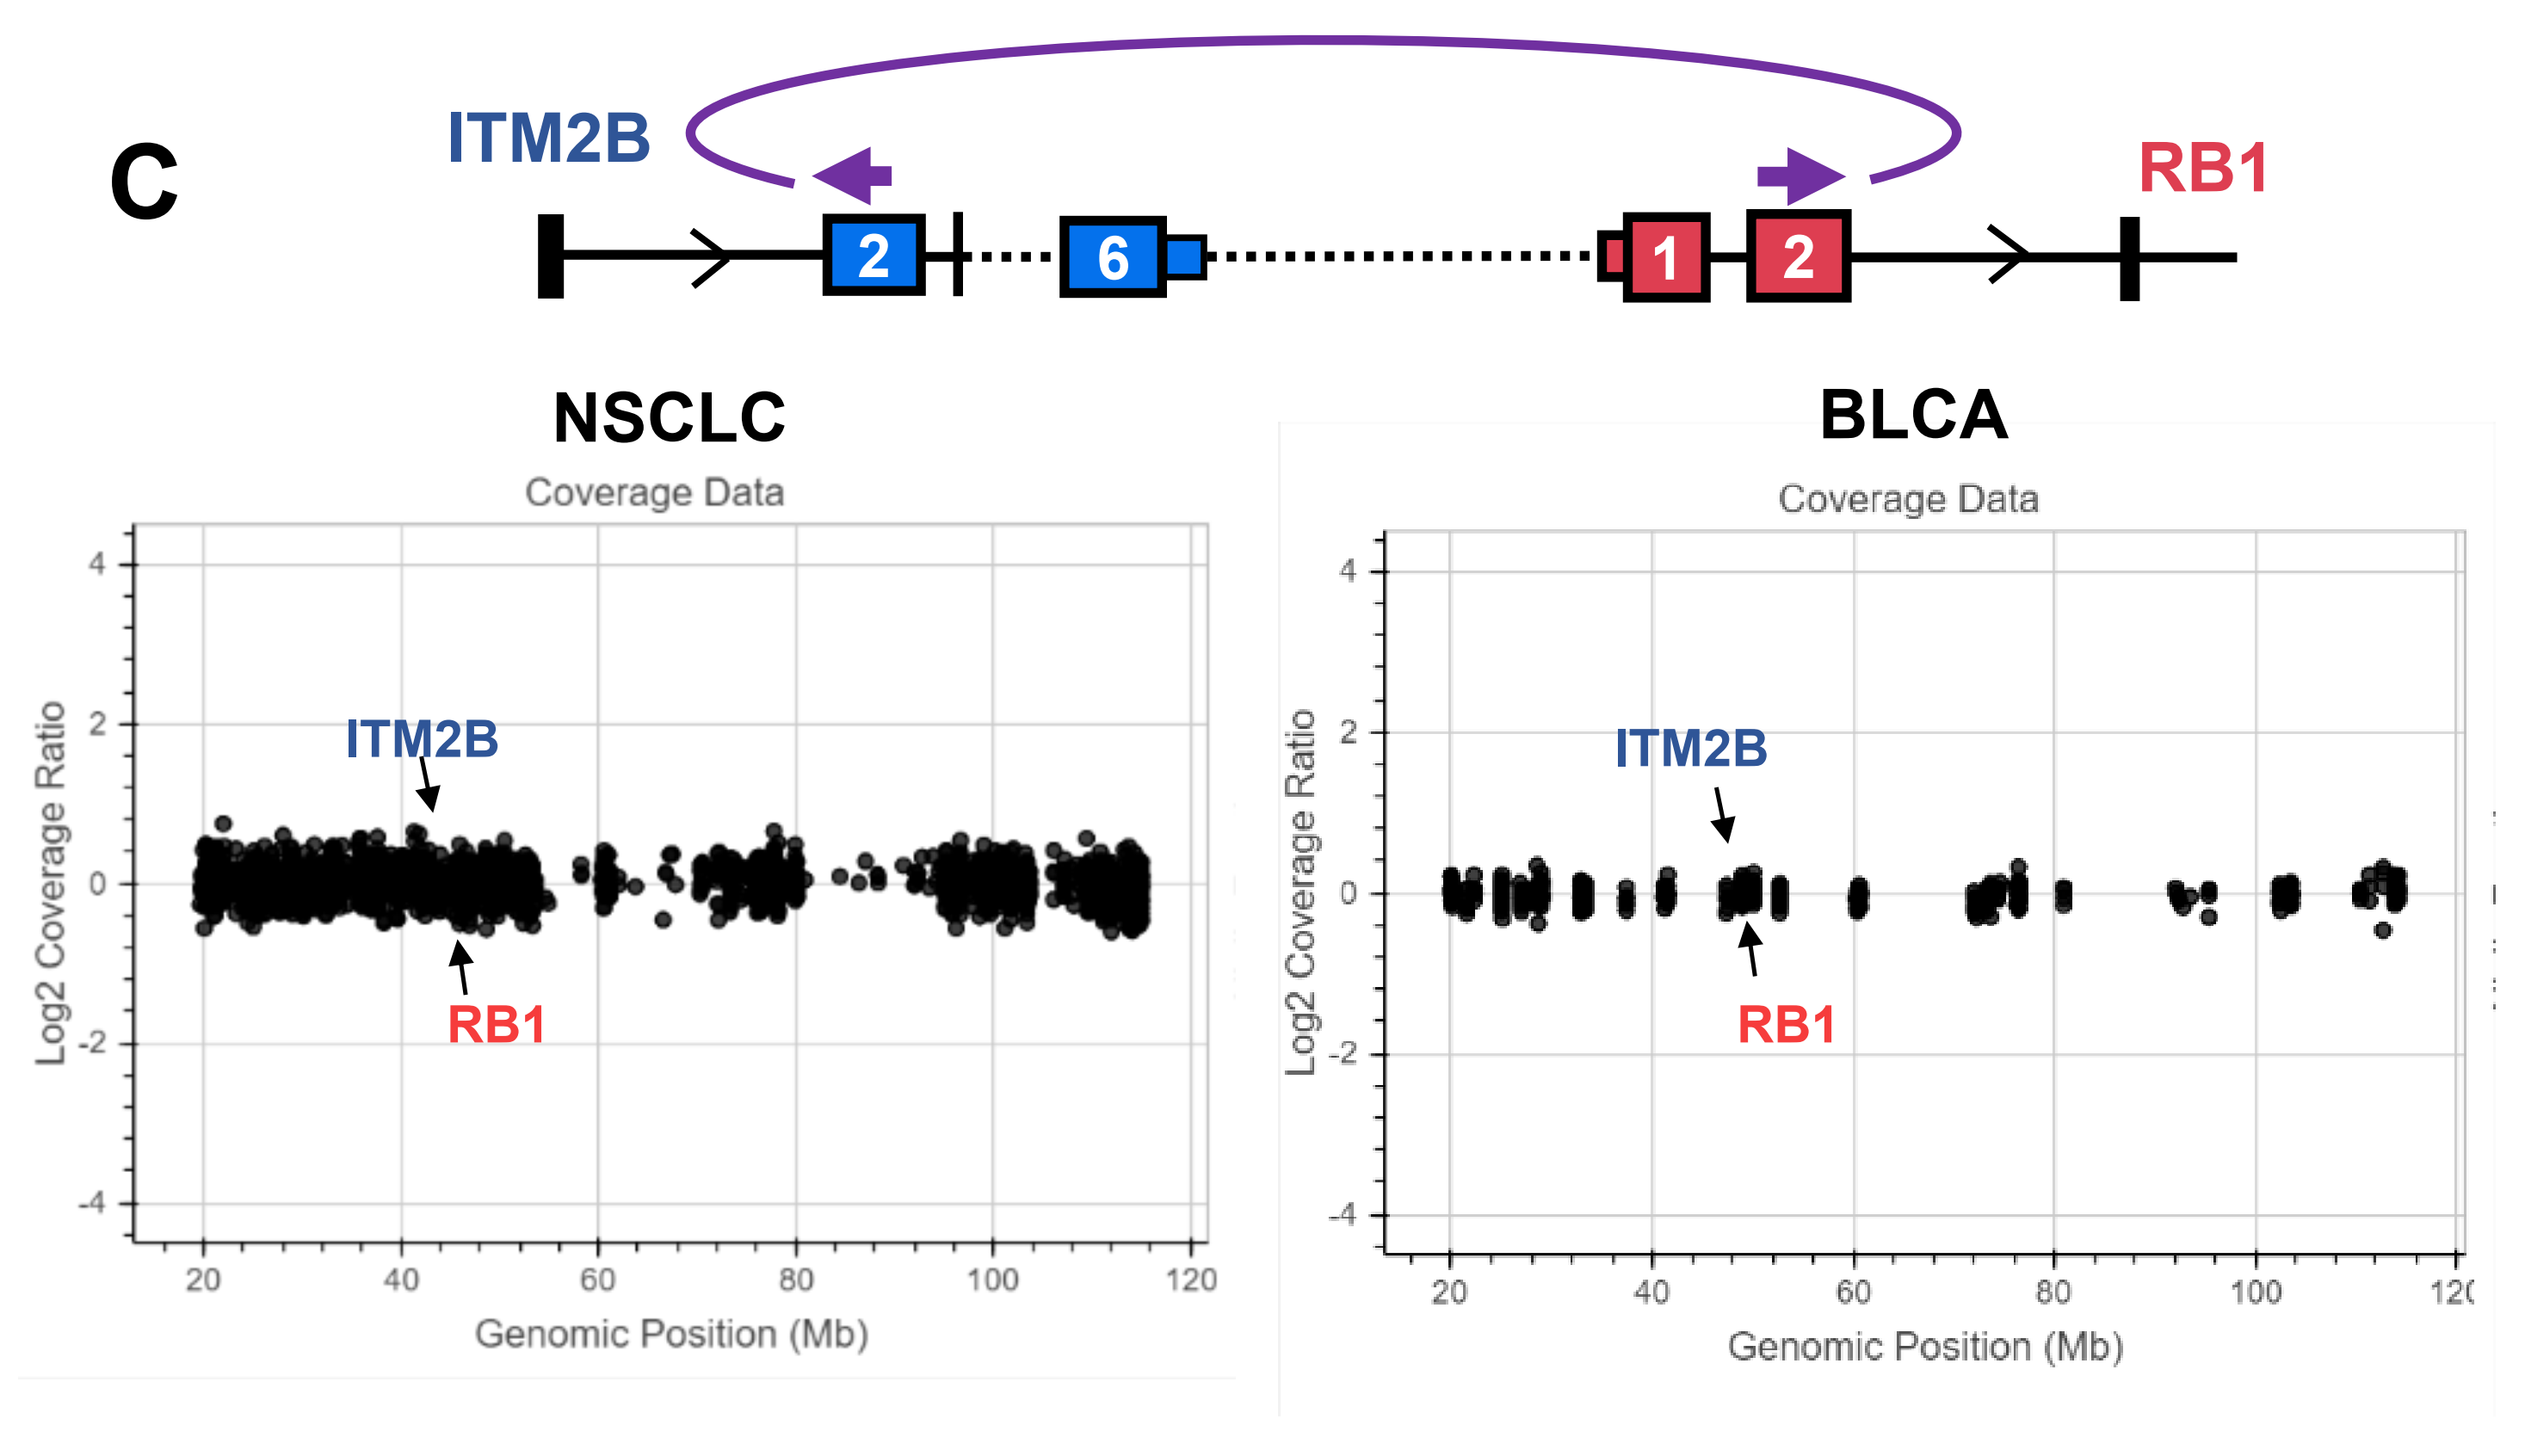 C
ITM2B
RB1
2
6
1
2
NSCLC
Coverage Data
Log2 Coverage Ratio
4
2
0
-2
-4
ITM2B
RB1
20 40 60 80 100 120
Genomic Position (Mb)
BLCA
Coverage Data
Log2 Coverage Ratio
4
2
0
-2
-4
ITM2B
RB1
20 40 60 80 100
Genomic Position (Mb)